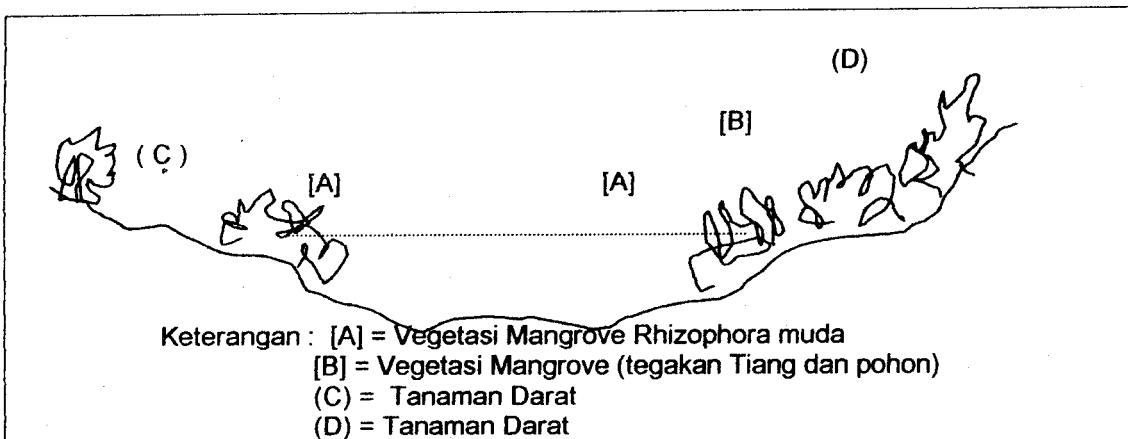 (D)
[B]
(C)
[A] [A]
Keterangan : [A] = Vegetasi Mangrove Rhizophora muda
[B] = Vegetasi Mangrove (tegakan Tiang dan pohon)
(C) = Tanaman Darat
(D) = Tanaman Darat